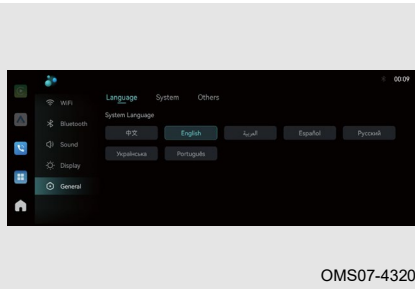 00:09
WiFi
Bluetooth
Sound
Display
General
Language System Others
System Language
中文 English العربية Español Русский
Українська Português
OMS07-4320